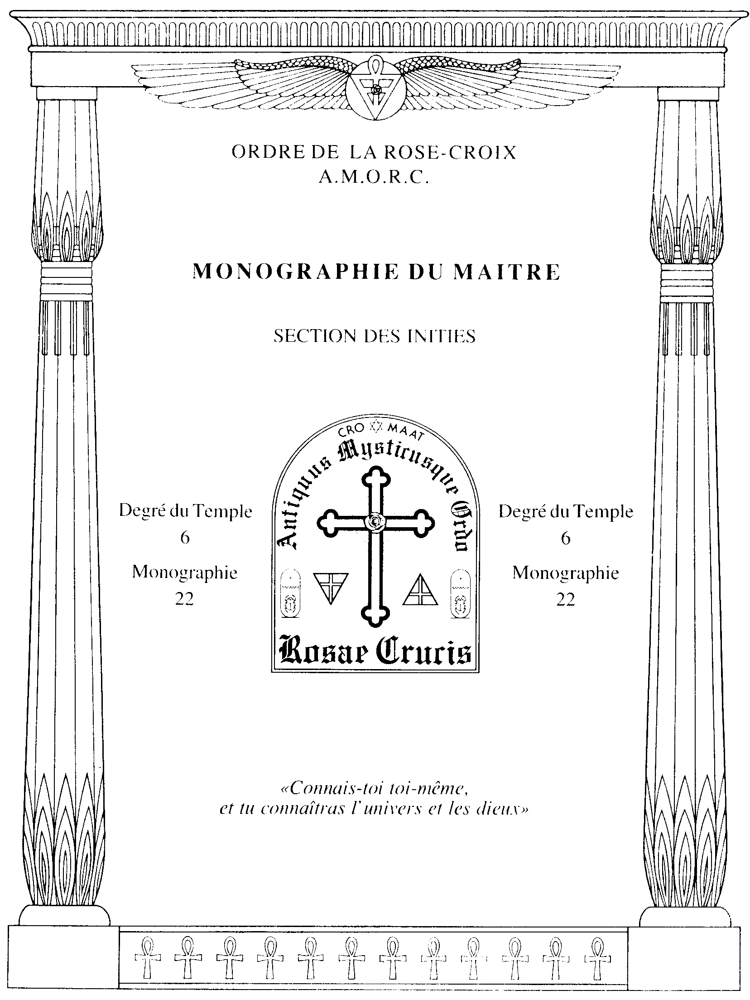 ORDRE DE LA ROSE-CROIX
A.M.O.R.C.
MONOGRAPHIE DU MAITRE
SECTION DES INITIES
CRO MAAT
Antiquus Mysticusque Ordo
Degré du Temple
6
Monographie
22
Degré du Temple
6
Monographie
22
Rosae Crucis
«Connais-toi toi-même,
et tu connaîtras l'univers et les dieux»